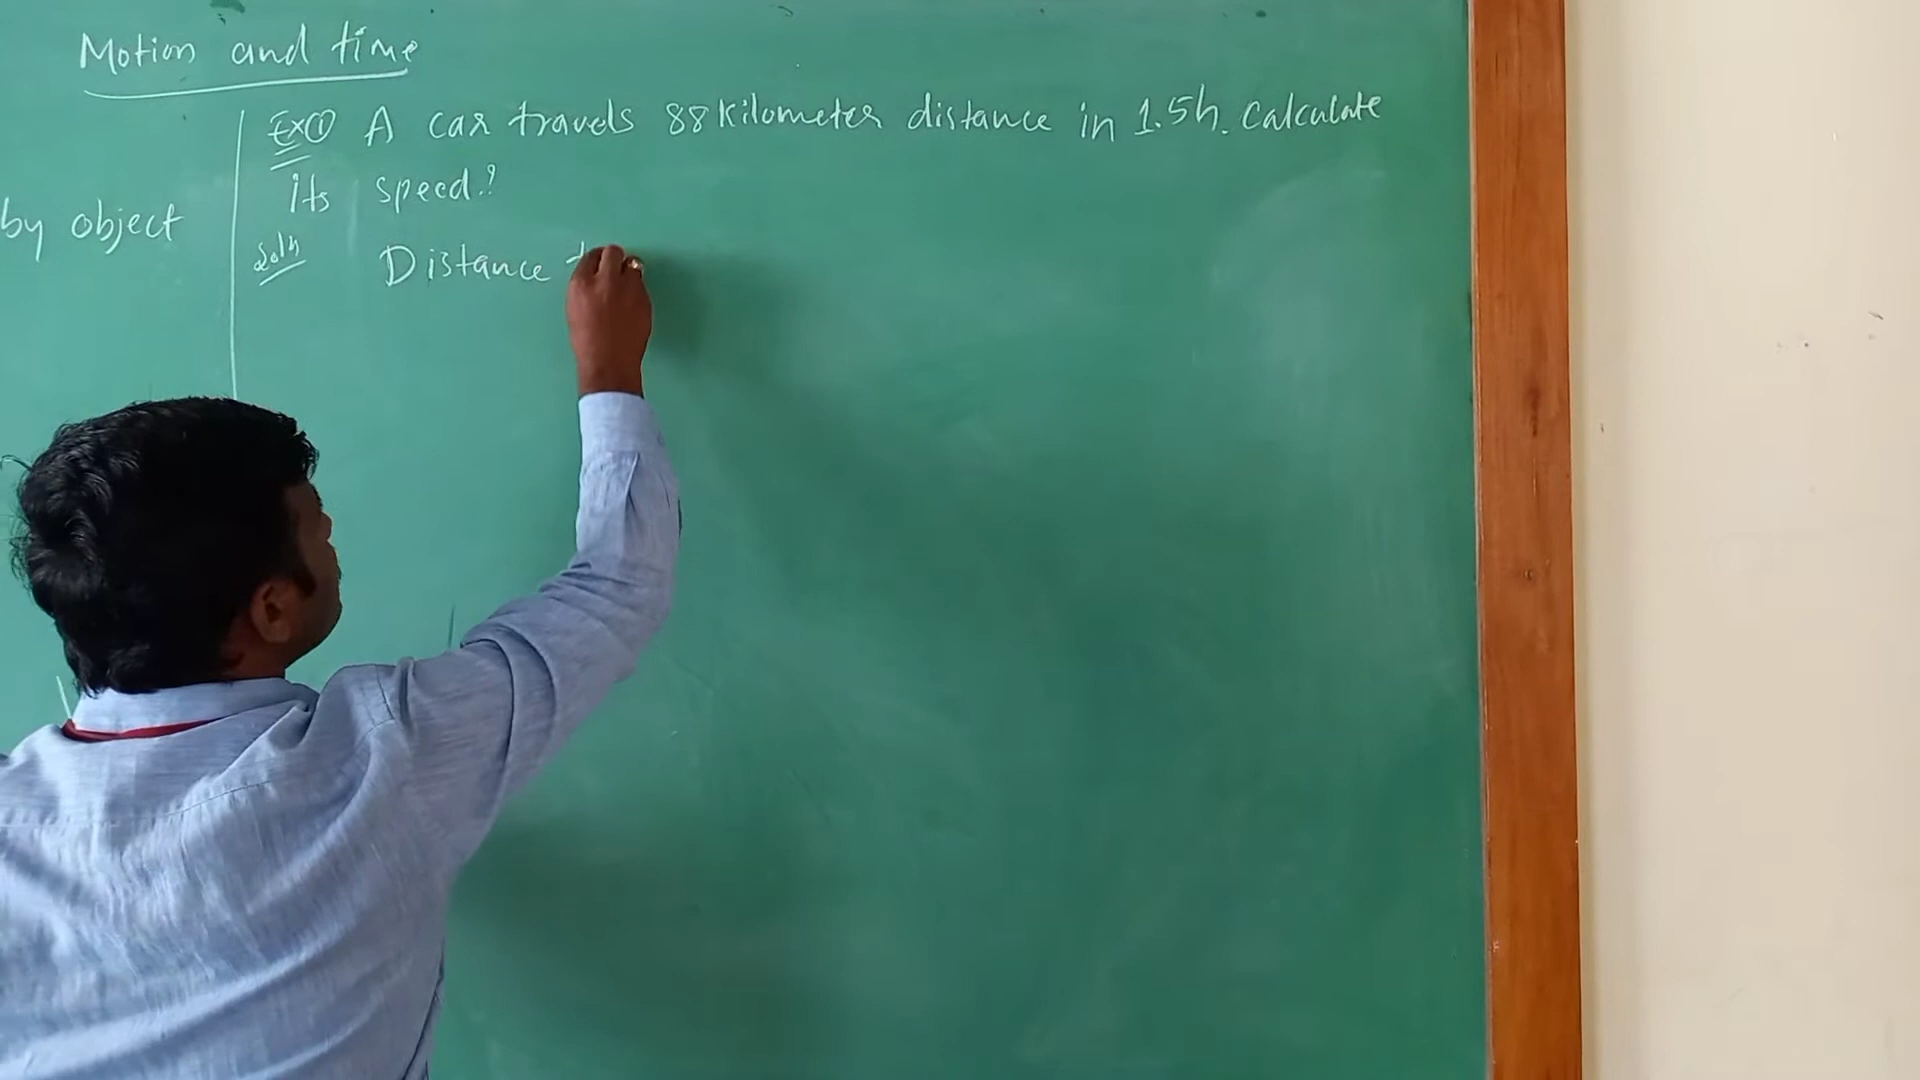 Motion and time
Ex① A car travels 88 Kilometer distance in 1.5h. Calculate
its speed.?
by object
Soln Distance